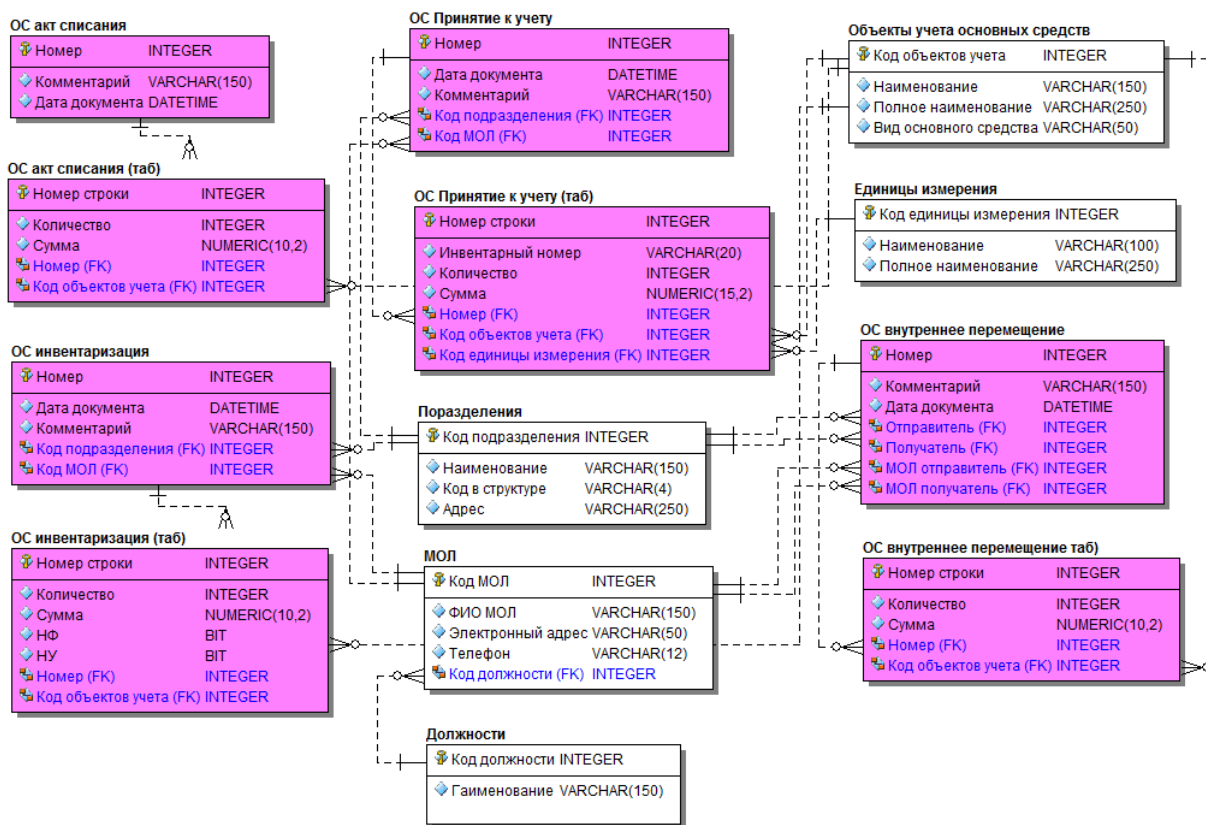 ОС акт списания
Номер INTEGER
Комментарий VARCHAR(150)
Дата документа DATETIME
ОС акт списания (таб)
Номер строки INTEGER
Количество INTEGER
Сумма NUMERIC(10,2)
Номер (FK) INTEGER
Код объектов учета (FK) INTEGER
ОС инвентаризация
Номер INTEGER
Дата документа DATETIME
Комментарий VARCHAR(150)
Код подразделения (FK) INTEGER
Код МОЛ (FK) INTEGER
ОС инвентаризация (таб)
Номер строки INTEGER
Количество INTEGER
Сумма NUMERIC(10,2)
НФ BIT
НУ BIT
Номер (FK) INTEGER
Код объектов учета (FK) INTEGER
ОС Принятие к учету
Номер INTEGER
Дата документа DATETIME
Комментарий VARCHAR(150)
Код подразделения (FK) INTEGER
Код МОЛ (FK) INTEGER
ОС Принятие к учету (таб)
Номер строки INTEGER
Инвентарный номер VARCHAR(20)
Количество INTEGER
Сумма NUMERIC(15,2)
Номер (FK) INTEGER
Код объектов учета (FK) INTEGER
Код единицы измерения (FK) INTEGER
Поразделения
Код подразделения INTEGER
Наименование VARCHAR(150)
Код в структуре VARCHAR(4)
Адрес VARCHAR(250)
МОЛ
Код МОЛ INTEGER
ФИО МОЛ VARCHAR(150)
Электронный адрес VARCHAR(50)
Телефон VARCHAR(12)
Код должности (FK) INTEGER
Должности
Код должности INTEGER
Гаименование VARCHAR(150)
Объекты учета основных средств
Код объектов учета INTEGER
Наименование VARCHAR(150)
Полное наименование VARCHAR(250)
Вид основного средства VARCHAR(50)
Единицы измерения
Код единицы измерения INTEGER
Наименование VARCHAR(100)
Полное наименование VARCHAR(250)
ОС внутреннее перемещение
Номер INTEGER
Комментарий VARCHAR(150)
Дата документа DATETIME
Отправитель (FK) INTEGER
Получатель (FK) INTEGER
МОЛ отправитель (FK) INTEGER
МОЛ получатель (FK) INTEGER
ОС внутреннее перемещение таб)
Номер строки INTEGER
Количество INTEGER
Сумма NUMERIC(10,2)
Номер (FK) INTEGER
Код объектов учета (FK) INTEGER